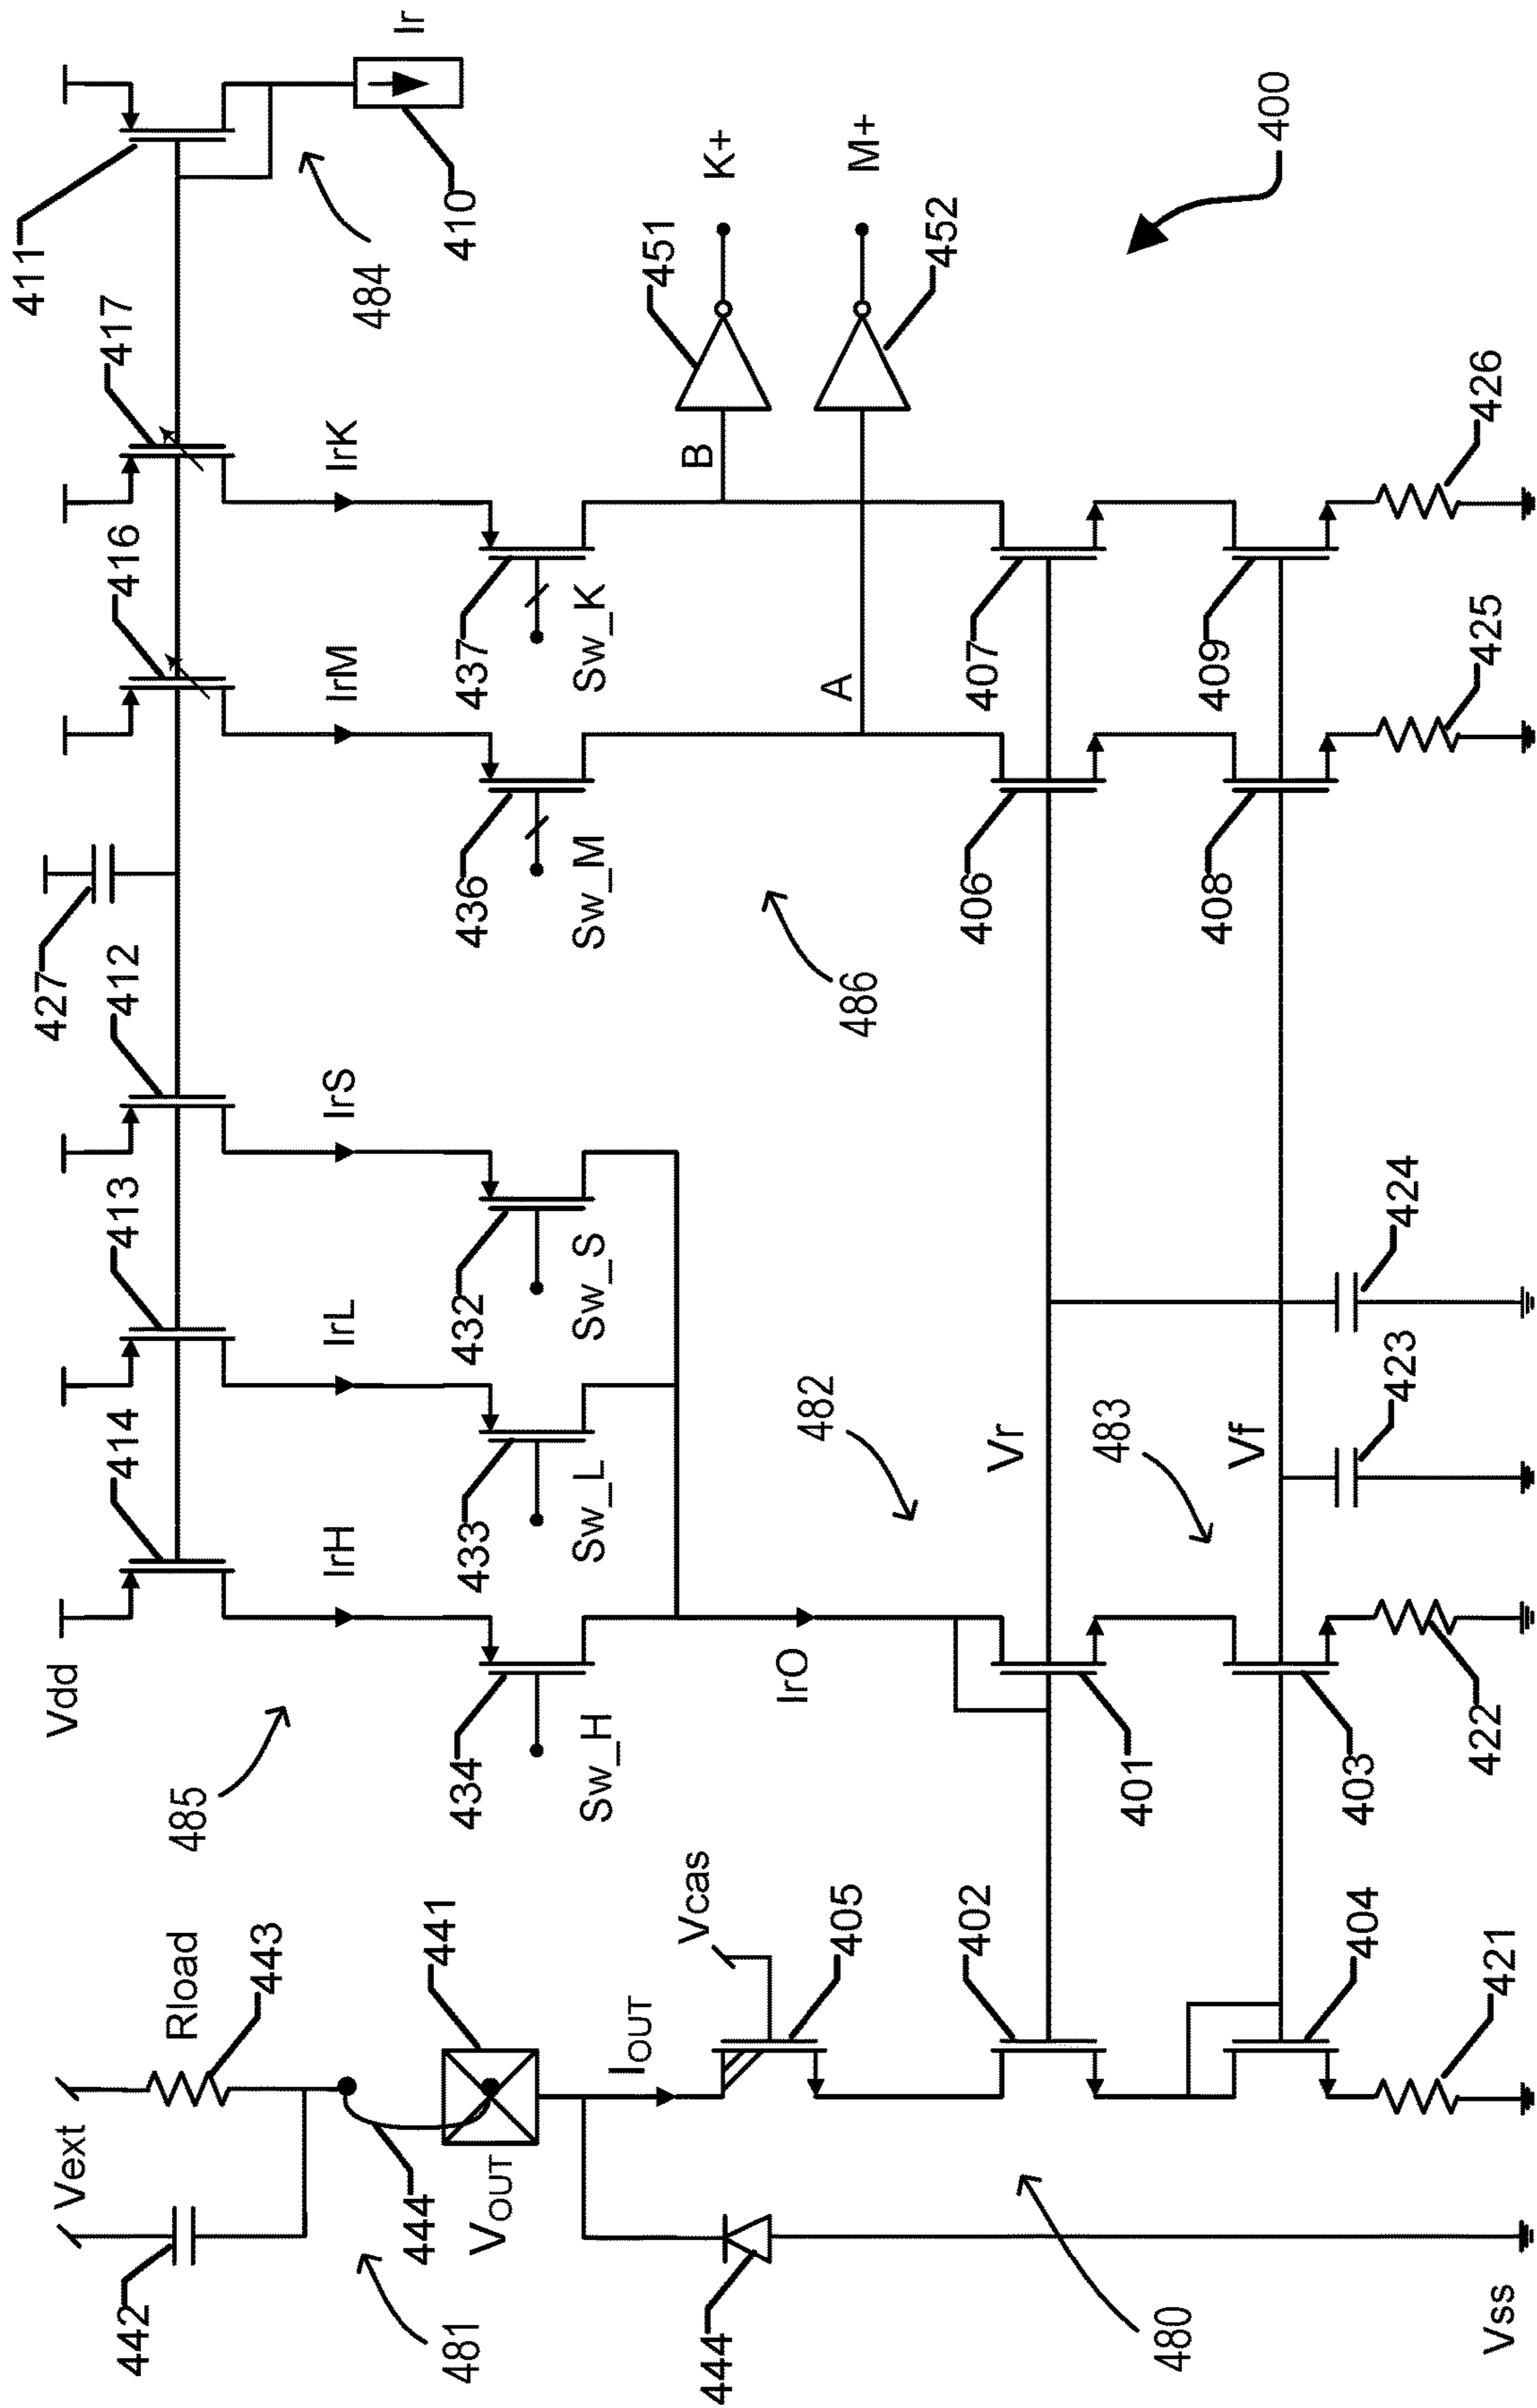 Vdd
414
413
412
427
416
417
411
485
IrH
IrL
IrS
IrM
IrK
484
410
Ir
434
Sw_H
433
Sw_L
432
Sw_S
436
Sw_M
437
Sw_K
Vext
442
Rload
443
481
444
441
VOUT
IOUT
Vcas
405
444
480
IrO
482
486
A
B
451
K+
452
M+
400
402
401
Vr
406
407
483
404
403
Vf
408
409
421
422
423
424
425
426
Vss